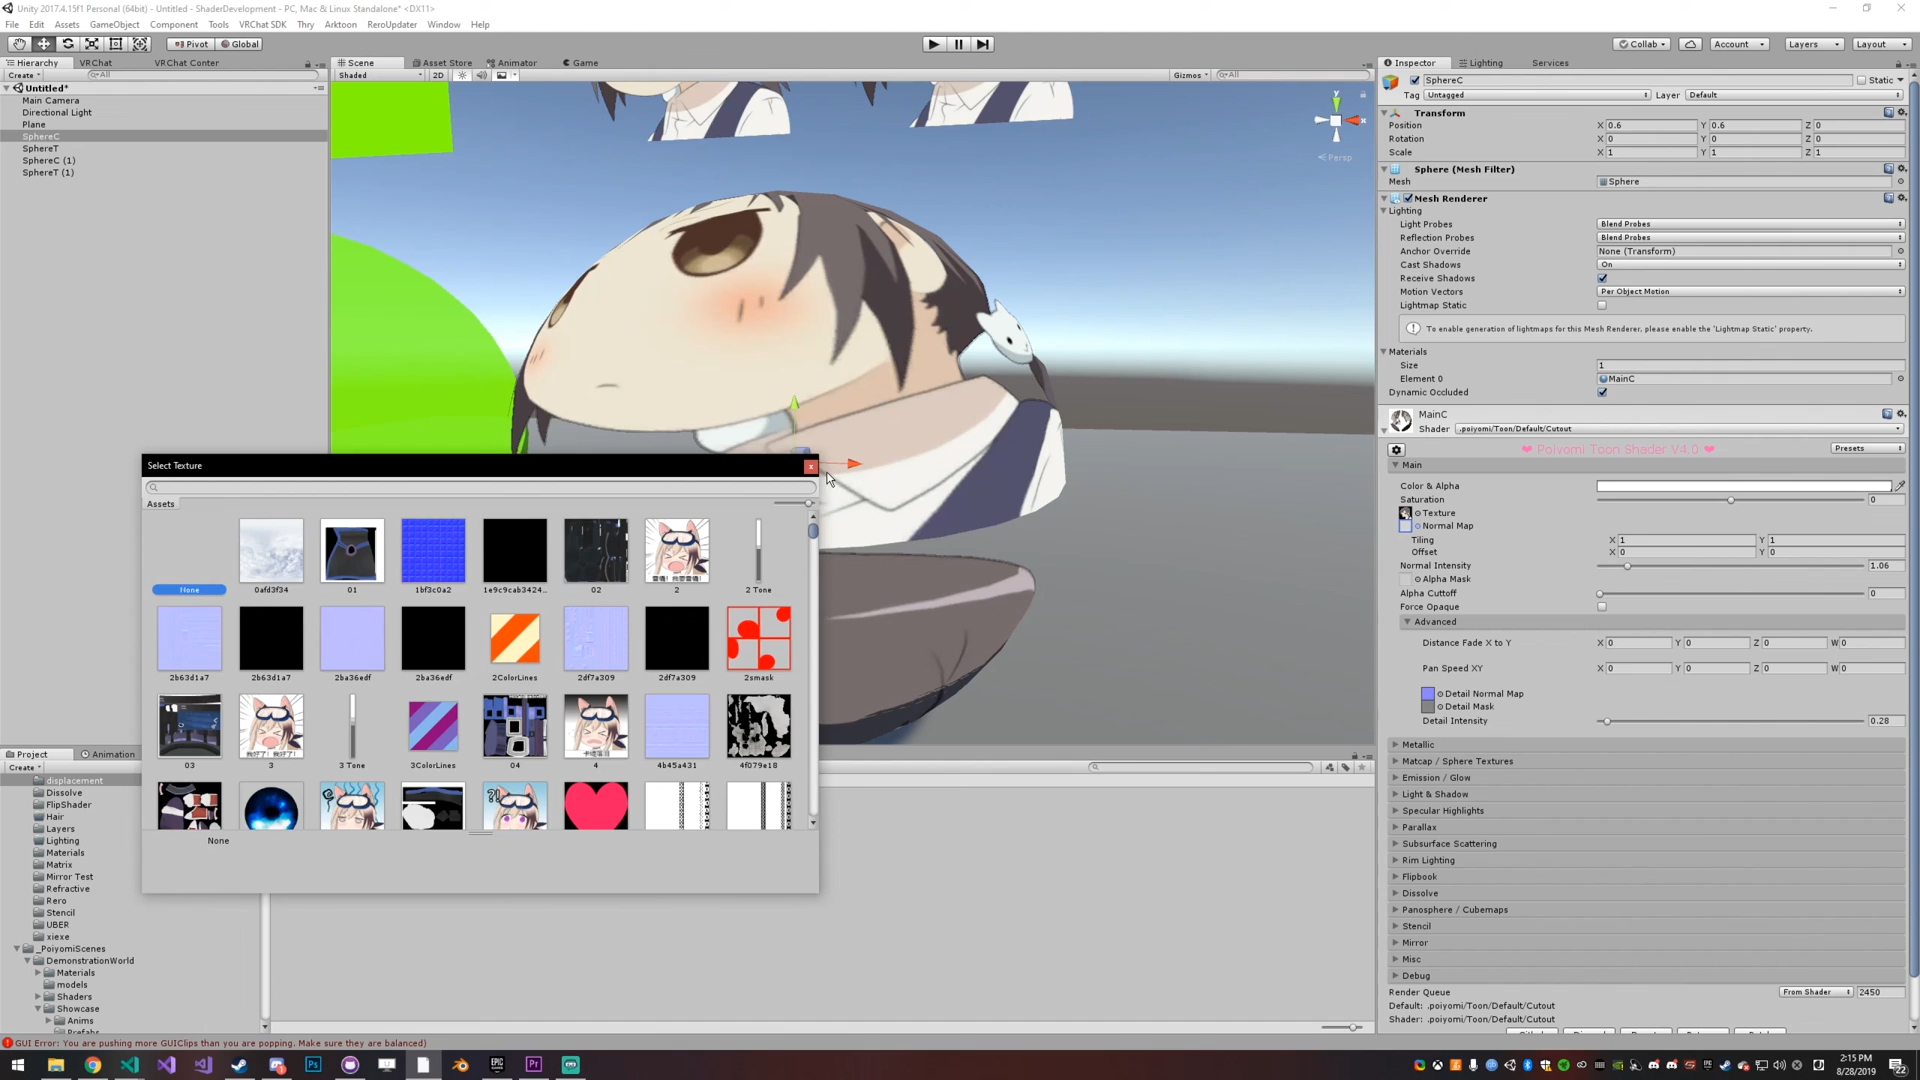 Unity 2017.4.15f1 Personal (64bit) - Untitled - ShaderDevelopment - PC, Mac & Linux Standalone* <DX11>
File Edit Assets GameObject Component Tools VRChat SDK Thry Arktoon ReroUpdater Window Help
Pivot Global Collab Account Layers Layout
Hierarchy VRChat VRChat Center
Create All
Untitled*
Main Camera
Directional Light
Plane
SphereC
SphereT
SphereC (1)
SphereT (1)
Scene Asset Store Animator Game
Shaded 2D Gizmos All
y
x
Persp
Select Texture
Assets
None 0afd3f34 01 1bf3c0a2 1e9c9cab3424... 02 2 2 Tone
2b63d1a7 2b63d1a7 2ba36edf 2ba36edf 2ColorLines 2df7a309 2df7a309 2smask
03 3 3 Tone 3ColorLines 04 4 4b45a431 4f079e18
None
Project Animation
Create
displacement
Dissolve
FlipShader
Hair
Layers
Lighting
Materials
Matrix
Mirror Test
Refractive
Rero
Stencil
UBER
xiexe
_PoiyomiScenes
DemonstrationWorld
Materials
models
Shaders
Showcase
Anims
Prefabs
GUI Error: You are pushing more GUIClips than you are popping. Make sure they are balanced)
Inspector Lighting Services
SphereC Static
Tag Untagged Layer Default
Transform
Position X 0.6 Y 0.6 Z 0
Rotation X 0 Y 0 Z 0
Scale X 1 Y 1 Z 1
Sphere (Mesh Filter)
Mesh Sphere
Mesh Renderer
Lighting
Light Probes Blend Probes
Reflection Probes Blend Probes
Anchor Override None (Transform)
Cast Shadows On
Receive Shadows
Motion Vectors Per Object Motion
Lightmap Static
To enable generation of lightmaps for this Mesh Renderer, please enable the 'Lightmap Static' property.
Materials
Size 1
Element 0 MainC
Dynamic Occluded
MainC
Shader .poiyomi/Toon/Default/Cutout
❤ Poiyomi Toon Shader V4.0 ❤ Presets
Main
Color & Alpha
Saturation 0
Texture
Normal Map
Tiling X 1 Y 1
Offset X 0 Y 0
Normal Intensity 1.06
Alpha Mask
Alpha Cuttoff 0
Force Opaque
Advanced
Distance Fade X to Y X 0 Y 0 Z 0 W 0
Pan Speed XY X 0 Y 0 Z 0 W 0
Detail Normal Map
Detail Mask
Detail Intensity 0.28
Metallic
Matcap / Sphere Textures
Emission / Glow
Light & Shadow
Specular Highlights
Parallax
Subsurface Scattering
Rim Lighting
Flipbook
Dissolve
Panosphere / Cubemaps
Stencil
Mirror
Misc
Debug
Render Queue From Shader 2450
Default: .poiyomi/Toon/Default/Cutout
Shader: .poiyomi/Toon/Default/Cutout
2:15 PM
8/28/2019
22